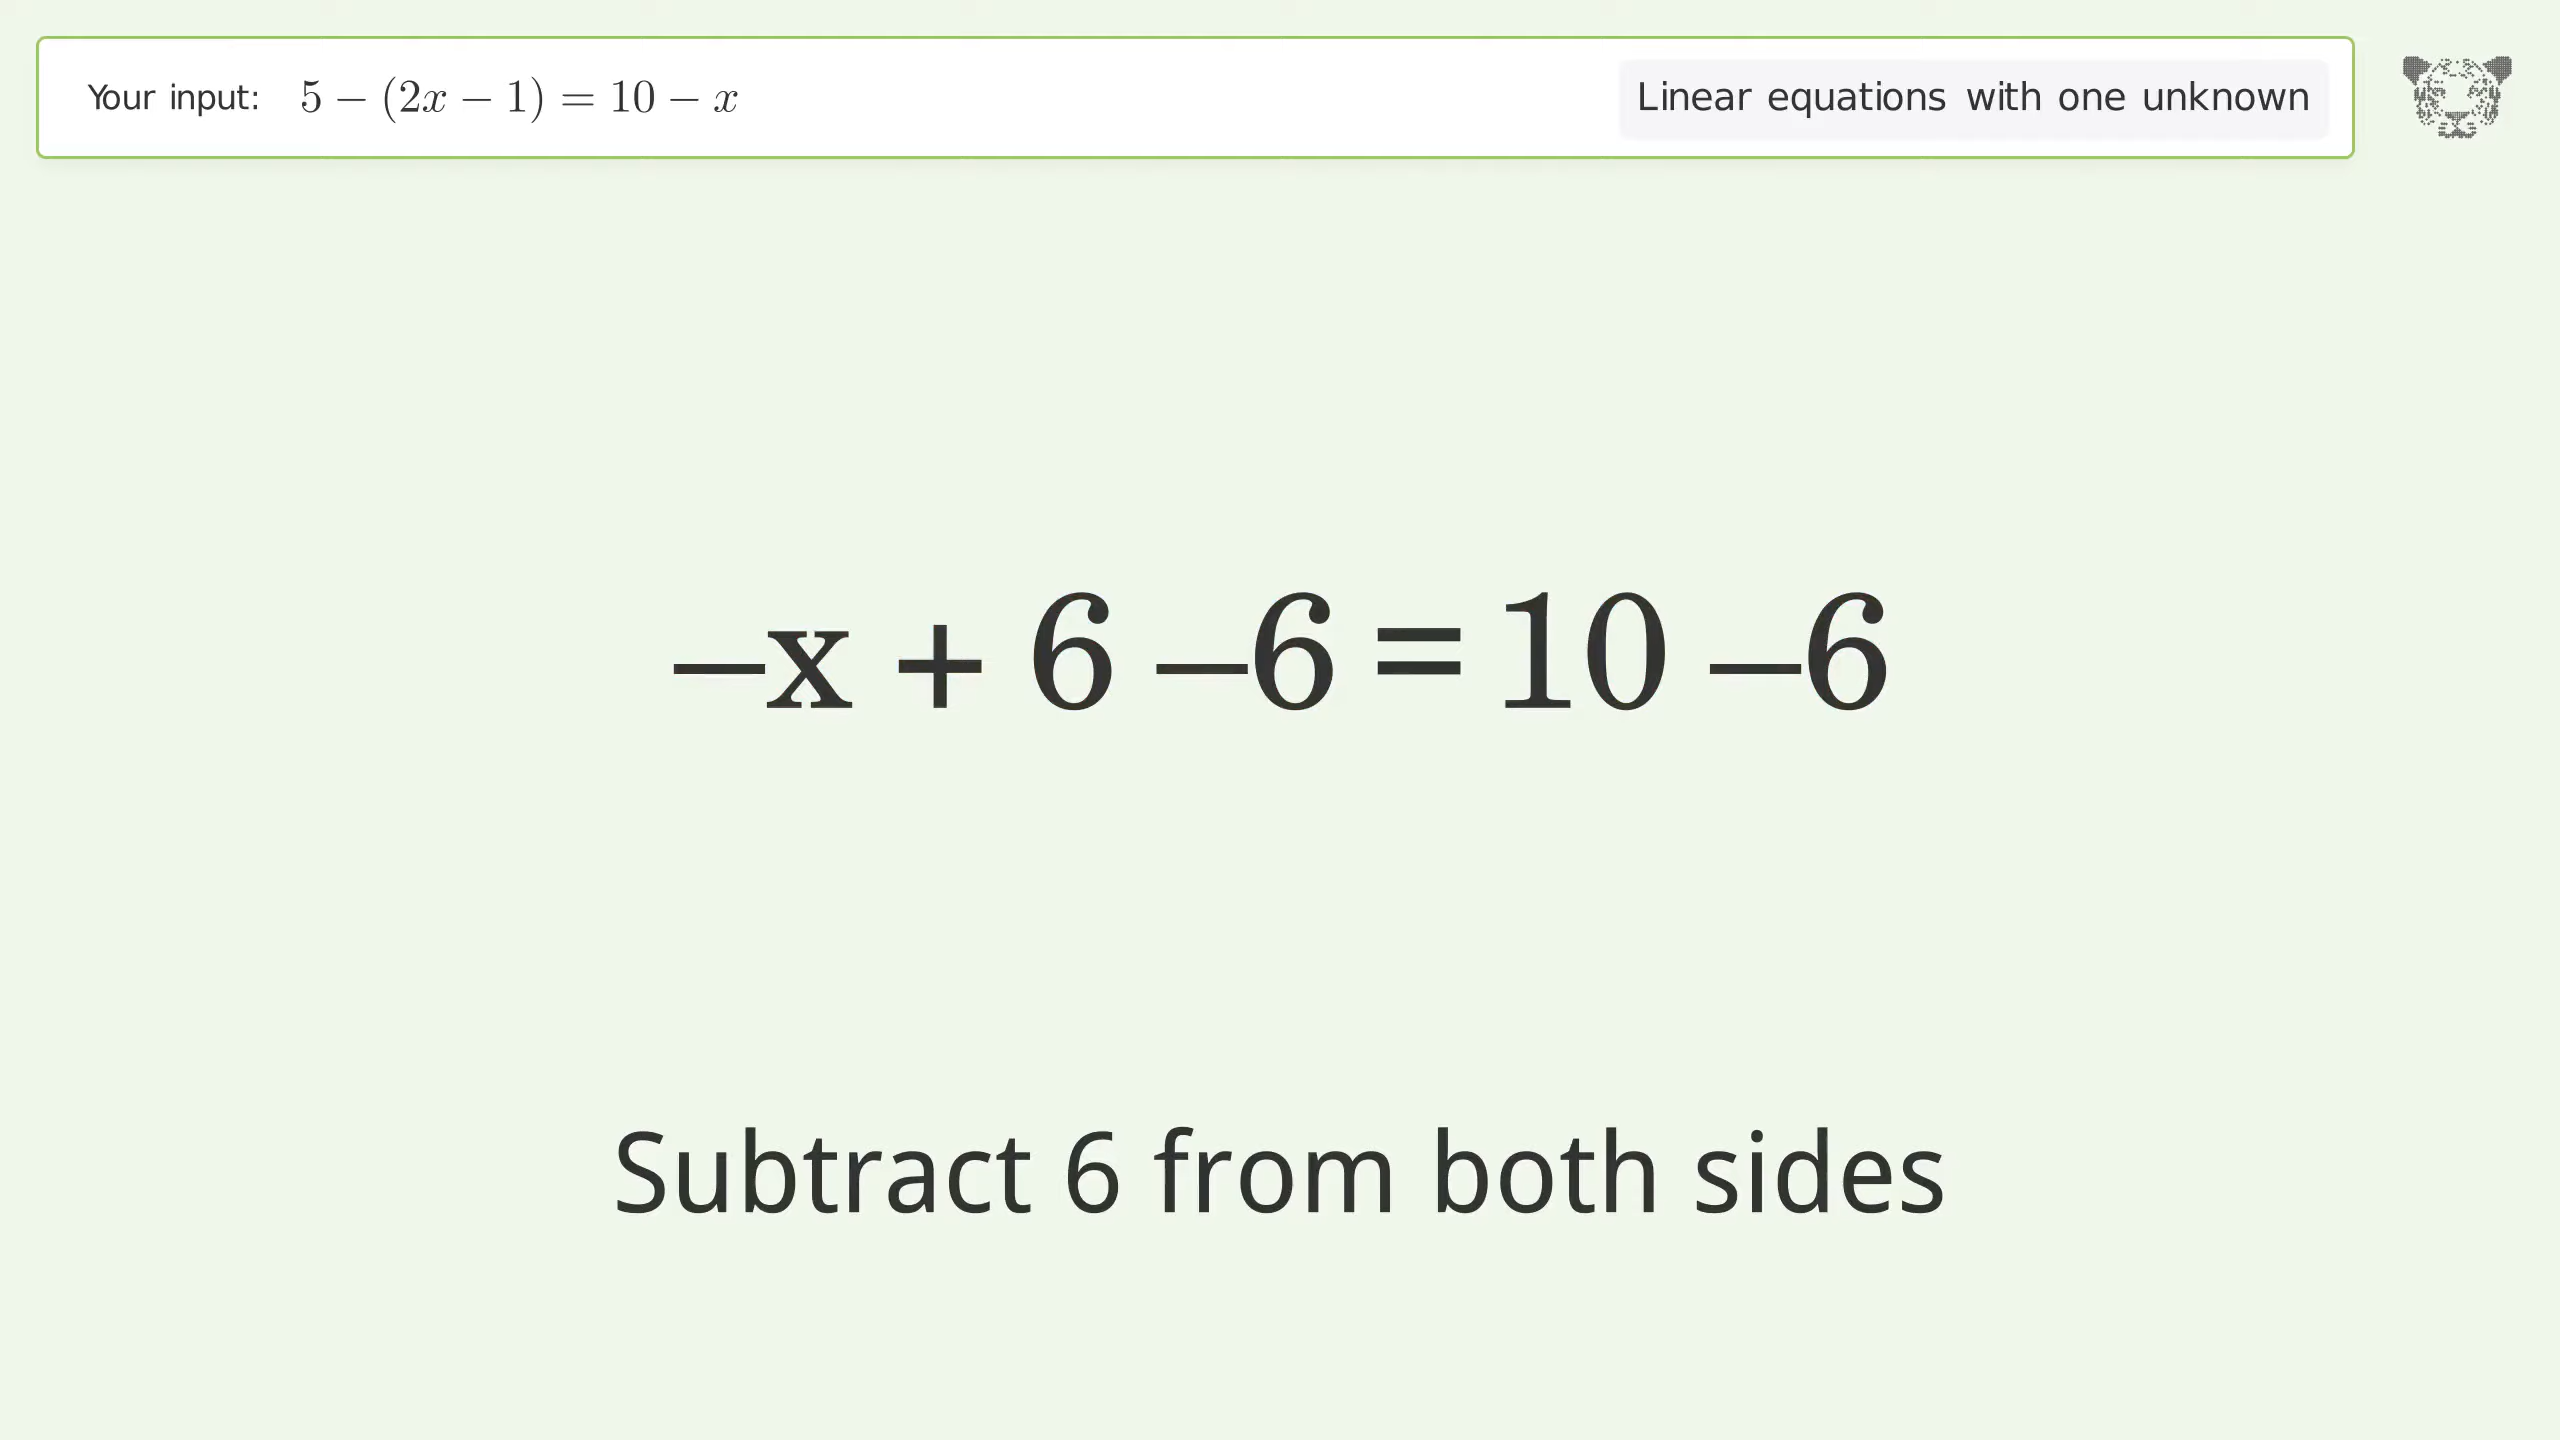 Your input: 5 − (2x − 1) = 10 − x
Linear equations with one unknown
–x + 6 –6 = 10 –6
Subtract 6 from both sides